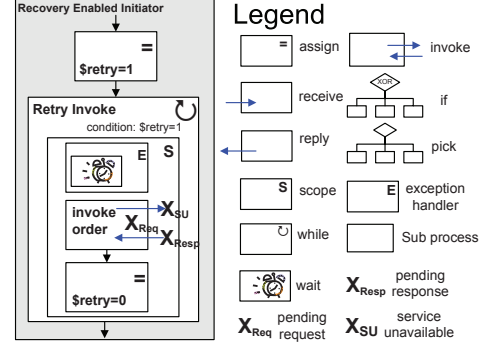 Recovery Enabled Initiator
=
$retry=1
Retry Invoke
condition: $retry=1
E
S
invoke
order
X Req
X SU
X Resp
=
$retry=0
Legend
= assign
invoke
receive
XOR
if
reply
pick
S scope
E exception
handler
while
Sub process
wait
X Resp pending
response
X Req pending
request
X SU service
unavailable